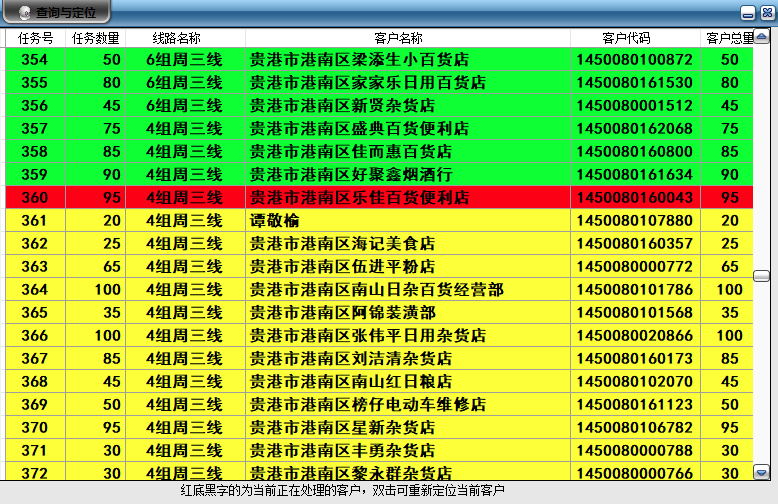 查询与定位
任务号 任务数量 线路名称 客户名称 客户代码 客户总量
354 50 6组周三线 贵港市港南区梁添生小百货店 1450080100872 50
355 80 6组周三线 贵港市港南区家家乐日用百货店 1450080161530 80
356 45 6组周三线 贵港市港南区新贤杂货店 1450080001512 45
357 75 4组周三线 贵港市港南区盛典百货便利店 1450080162068 75
358 85 4组周三线 贵港市港南区佳而惠百货店 1450080160800 85
359 90 4组周三线 贵港市港南区好聚鑫烟酒行 1450080161634 90
360 95 4组周三线 贵港市港南区乐佳百货便利店 1450080160043 95
361 20 4组周三线 谭敬榆 1450080107880 20
362 25 4组周三线 贵港市港南区海记美食店 1450080160357 25
363 65 4组周三线 贵港市港南区伍进平粉店 1450080000772 65
364 100 4组周三线 贵港市港南区南山日杂百货经营部 1450080101786 100
365 35 4组周三线 贵港市港南区阿锦装潢部 1450080101568 35
366 100 4组周三线 贵港市港南区张伟平日用杂货店 1450080020866 100
367 85 4组周三线 贵港市港南区刘洁清杂货店 1450080160173 85
368 45 4组周三线 贵港市港南区南山红日粮店 1450080102070 45
369 50 4组周三线 贵港市港南区榜仔电动车维修店 1450080161123 50
370 95 4组周三线 贵港市港南区星新杂货店 1450080106782 95
371 30 4组周三线 贵港市港南区丰勇杂货店 1450080000788 30
372 30 4组周三线 贵港市港南区黎永群杂货店 1450080000766 30
红底黑字的为当前正在处理的客户，双击可重新定位当前客户